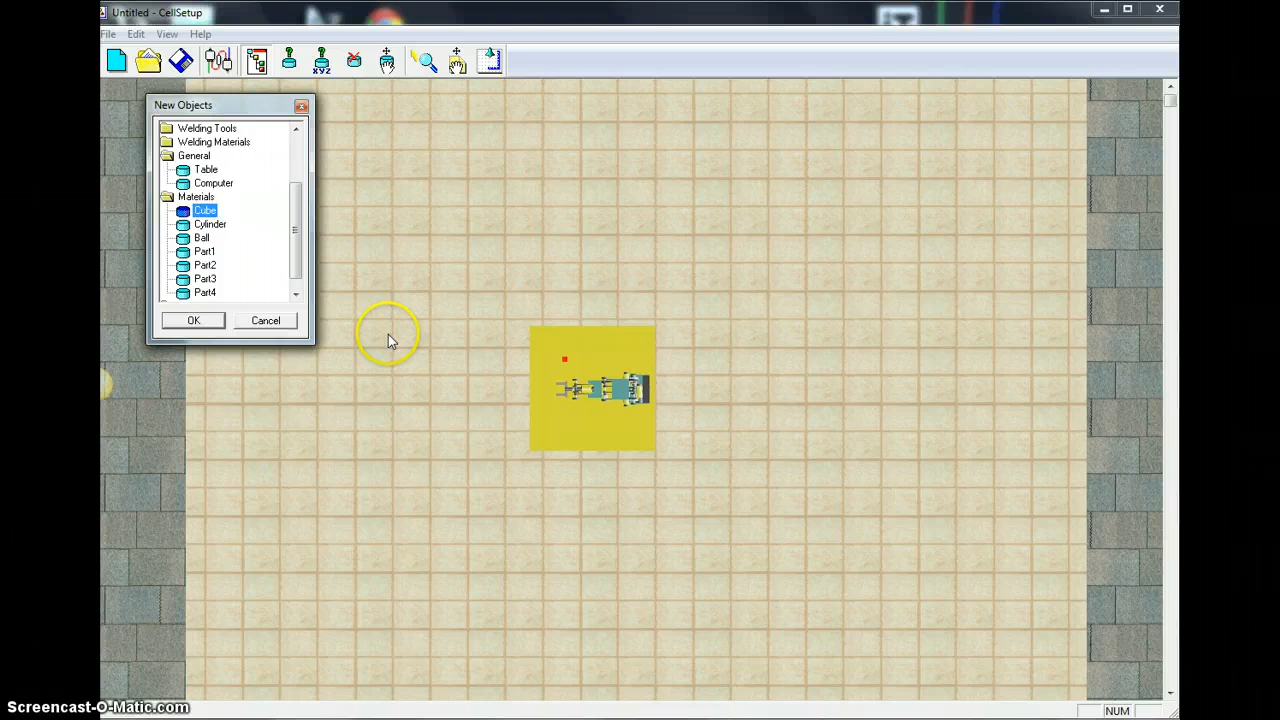 Untitled - CellSetup
File Edit View Help
xyz
New Objects
Welding Tools
Welding Materials
General
Table
Computer
Materials
Cube
Cylinder
Ball
Part1
Part2
Part3
Part4
OK Cancel
NUM
Screencast-O-Matic.com